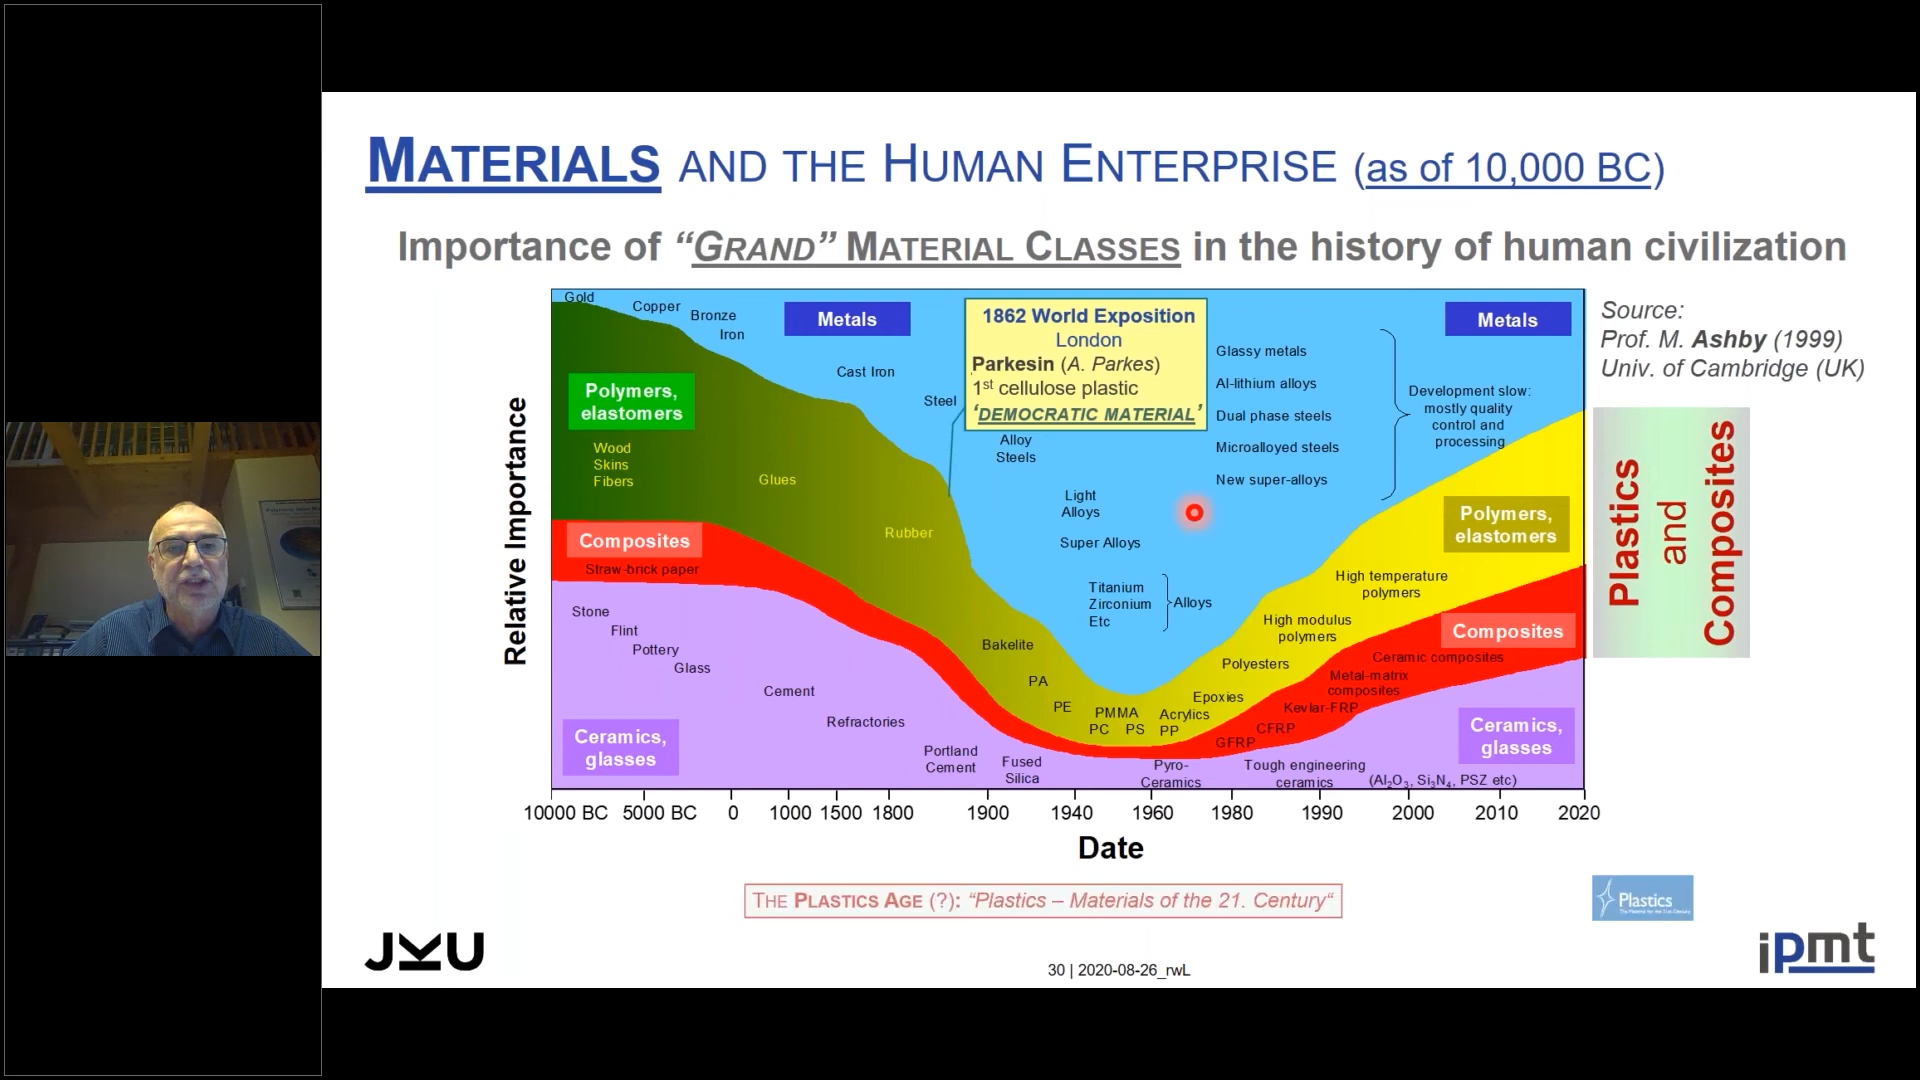 MATERIALS AND THE HUMAN ENTERPRISE (as of 10,000 BC)
Importance of “GRAND” MATERIAL CLASSES in the history of human civilization
Relative Importance
Gold
Copper
Bronze
Iron
Metals
Cast Iron
Steel
1862 World Exposition
London
Parkesin (A. Parkes)
1st cellulose plastic
‘DEMOCRATIC MATERIAL’
Alloy
Steels
Light
Alloys
Super Alloys
Titanium
Zirconium
Etc
Alloys
Glassy metals
Al-lithium alloys
Dual phase steels
Microalloyed steels
New super-alloys
Metals
Development slow:
mostly quality
control and
processing
Polymers,
elastomers
Wood
Skins
Fibers
Glues
Rubber
Bakelite
PA
PE
PMMA
PC
PS
Acrylics
PP
Epoxies
Polyesters
High modulus
polymers
High temperature
polymers
Polymers,
elastomers
Composites
Straw-brick paper
GFRP
CFRP
Kevlar-FRP
Metal-matrix
composites
Ceramic composites
Composites
Stone
Flint
Pottery
Glass
Cement
Refractories
Portland
Cement
Fused
Silica
Pyro-
Ceramics
Tough engineering
ceramics
(Al2O3, Si3N4, PSZ etc)
Ceramics,
glasses
Ceramics,
glasses
10000 BC 5000 BC 0 1000 1500 1800 1900 1940 1960 1980 1990 2000 2010 2020
Date
Source:
Prof. M. Ashby (1999)
Univ. of Cambridge (UK)
Plastics
and
Composites
THE PLASTICS AGE (?): “Plastics – Materials of the 21. Century“
Plastics
JKU
30 | 2020-08-26_rwL
ipmt